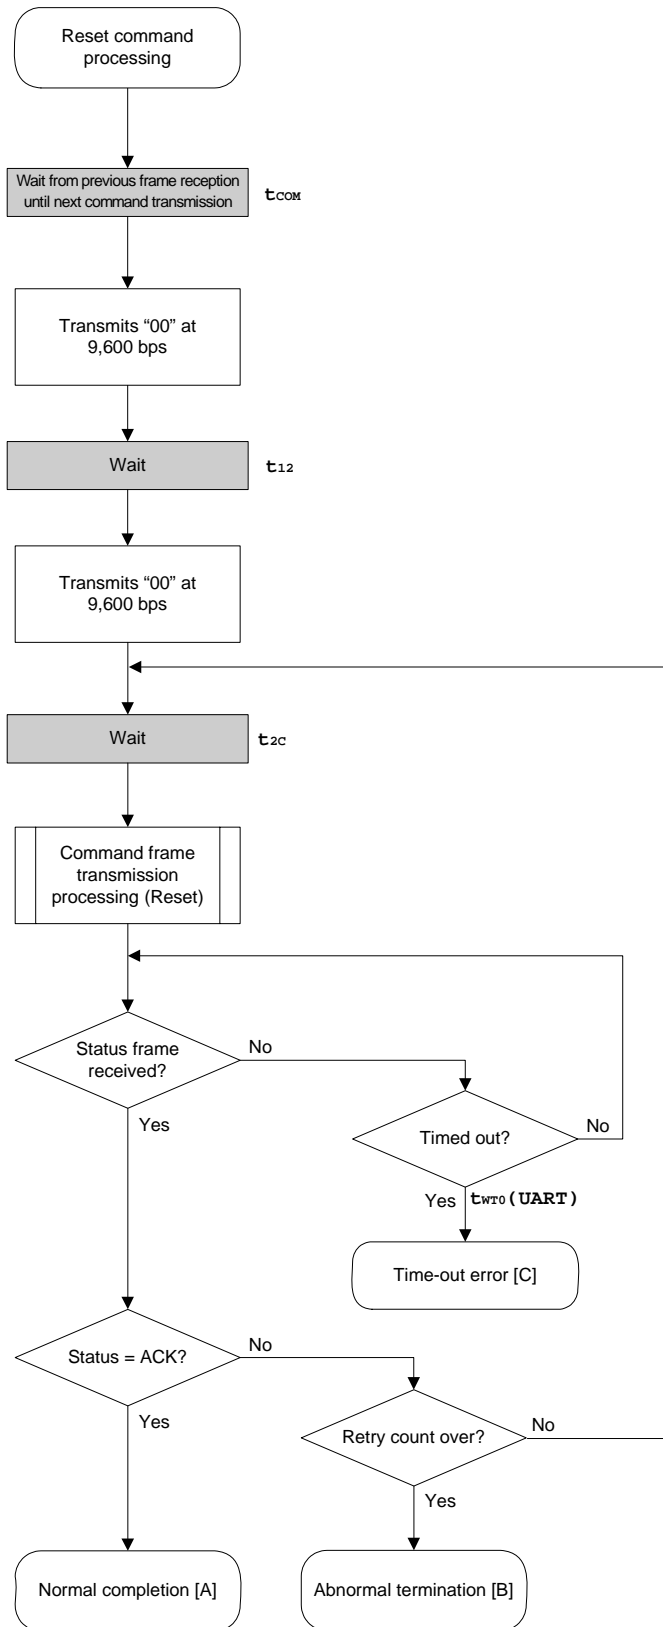 Reset command
processing
Wait from previous frame reception
until next command transmission
tCOM
Transmits “00” at
9,600 bps
Wait
t12
Transmits “00” at
9,600 bps
Wait
t2C
Command frame
transmission
processing (Reset)
Status frame
received?
No
Yes
Timed out?
No
Yes
tWT0(UART)
Time-out error [C]
Status = ACK?
No
Yes
Retry count over?
No
Yes
Normal completion [A]
Abnormal termination [B]